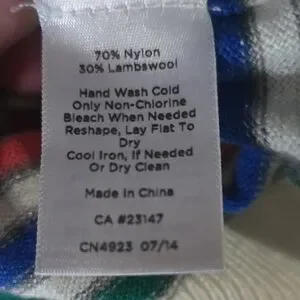 70% Nylon
30% Lambswool
Hand Wash Cold
Only Non-Chlorine
Bleach When Needed
Reshape, Lay Flat To
Dry
Cool Iron, If Needed
Or Dry Clean
Made In China
CA #23147
CN4923 07/14